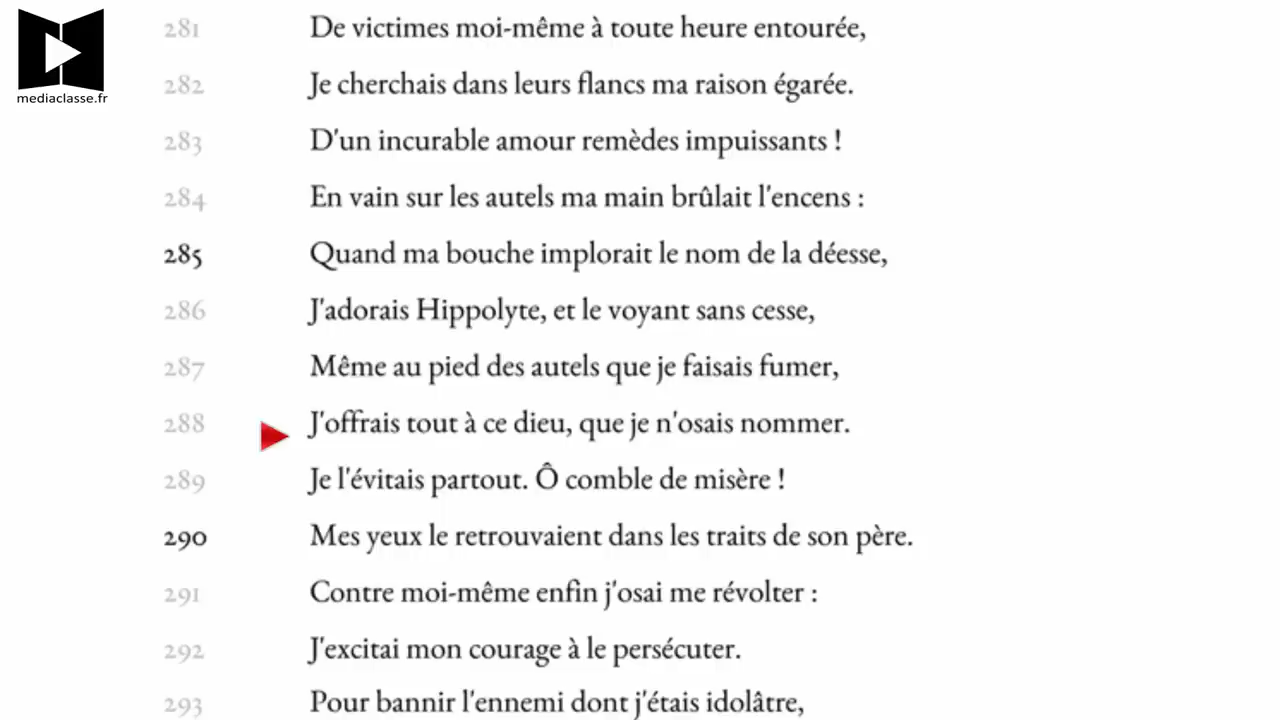 mediaclasse.fr
281 De victimes moi-même à toute heure entourée,
282 Je cherchais dans leurs flancs ma raison égarée.
283 D'un incurable amour remèdes impuissants !
284 En vain sur les autels ma main brûlait l'encens :
285 Quand ma bouche implorait le nom de la déesse,
286 J'adorais Hippolyte, et le voyant sans cesse,
287 Même au pied des autels que je faisais fumer,
288 J'offrais tout à ce dieu, que je n'osais nommer.
289 Je l'évitais partout. Ô comble de misère !
290 Mes yeux le retrouvaient dans les traits de son père.
291 Contre moi-même enfin j'osai me révolter :
292 J'excitai mon courage à le persécuter.
293 Pour bannir l'ennemi dont j'étais idolâtre,